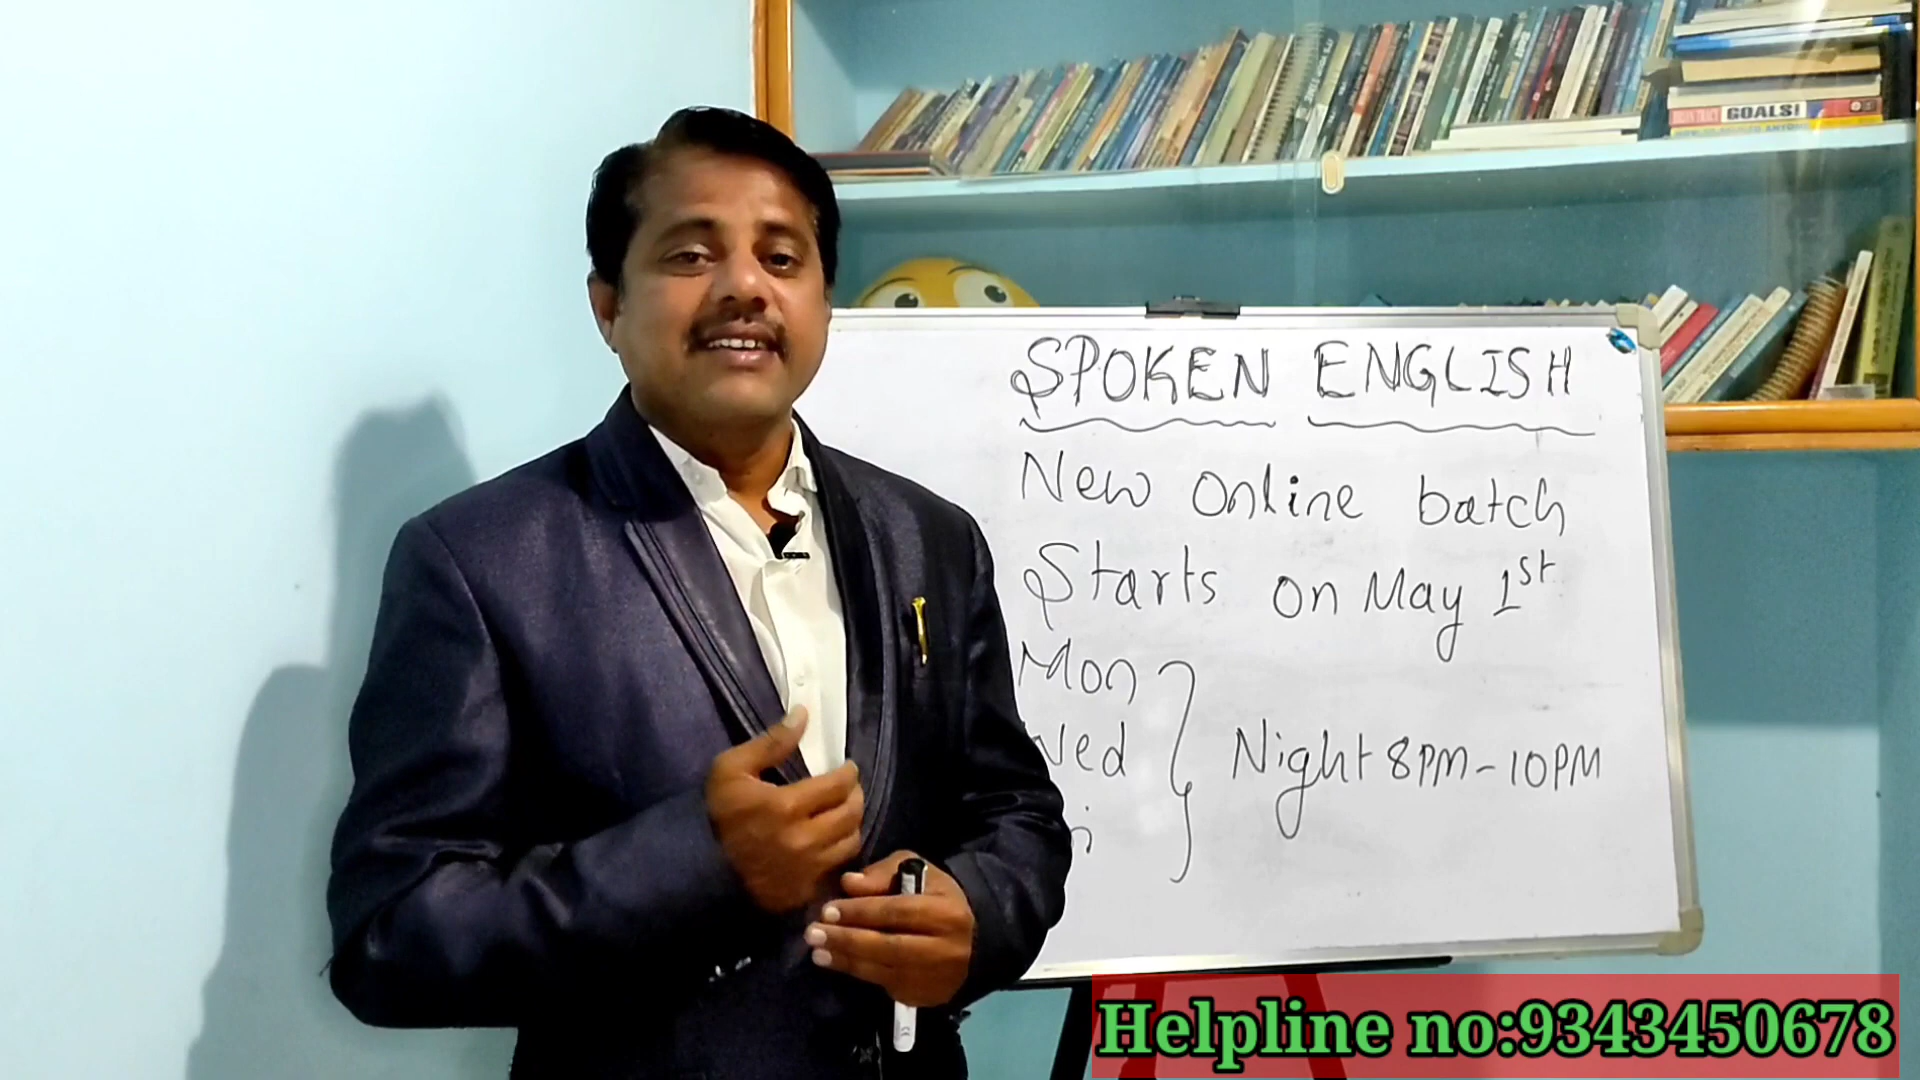 GOALS!
SPOKEN ENGLISH
New Online batch
Starts on May 1st
Mon
Wed
Night 8PM-10PM
Helpline no:9343450678